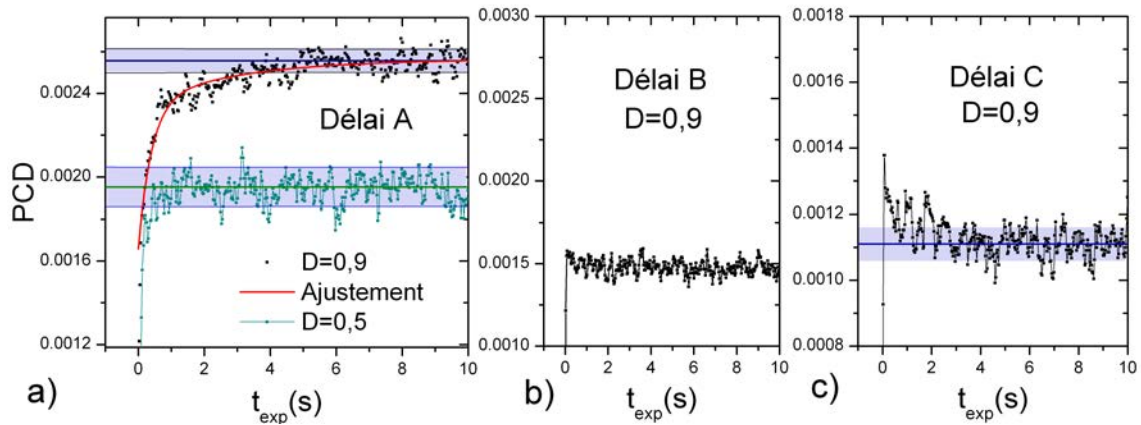 PCD
0.0024
0.0020
0.0016
0.0012
Délai A
D=0,9
Ajustement
D=0,5
0 2 4 6 8 10
t_exp(s)
a)
0.0030
0.0025
0.0020
0.0015
0.0010
Délai B
D=0,9
0 2 4 6 8 10
t_exp(s)
b)
0.0018
0.0016
0.0014
0.0012
0.0010
0.0008
Délai C
D=0,9
0 2 4 6 8 10
t_exp(s)
c)